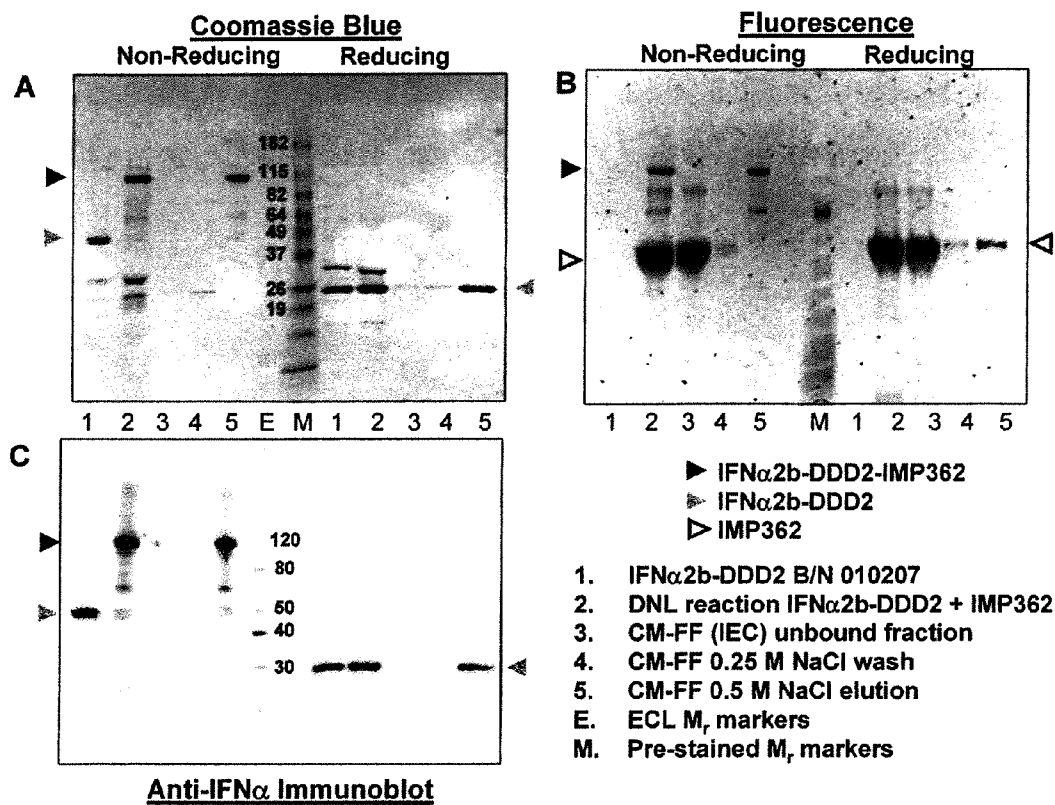 Coomassie Blue
Non-Reducing Reducing
A
182
115
82
64
49
37
26
19
1 2 3 4 5 E M 1 2 3 4 5
Fluorescence
Non-Reducing Reducing
B
1 2 3 4 5 M 1 2 3 4 5
C
120
80
50
40
30
Anti-IFNα Immunoblot
IFNα2b-DDD2-IMP362
IFNα2b-DDD2
IMP362
1. IFNα2b-DDD2 B/N 010207
2. DNL reaction IFNα2b-DDD2 + IMP362
3. CM-FF (IEC) unbound fraction
4. CM-FF 0.25 M NaCl wash
5. CM-FF 0.5 M NaCl elution
E. ECL Mr markers
M. Pre-stained Mr markers